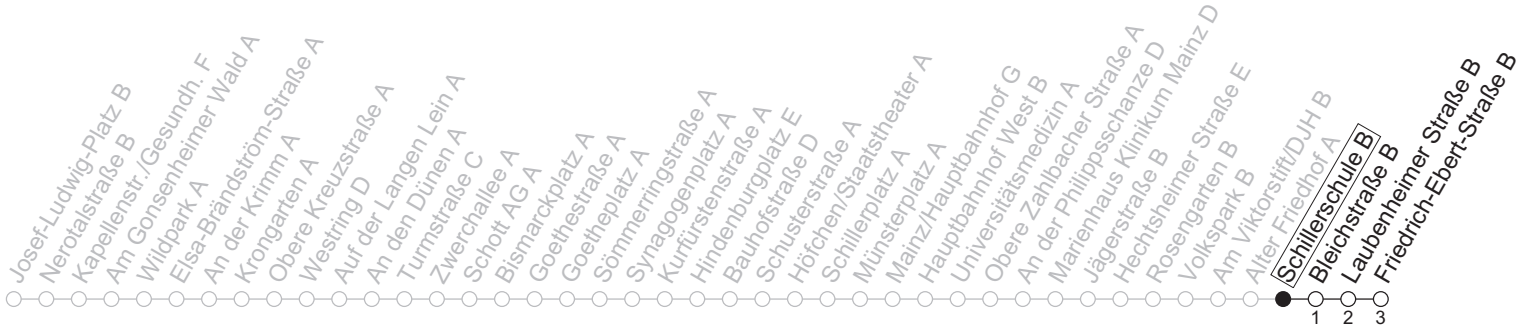 Josef-Ludwig-Platz B
Nerotalstraße B
Kapellenstr./Gesundh. F
Am Gonsenheimer Wald A
Wildpark A
Elsa-Brändström-Straße A
An der Krimm A
Krongarten A
Obere Kreuzstraße A
Westring D
Auf der Langen Lein A
An den Dünen A
Turmstraße C
Zwerchallee A
Schott AG A
Bismarckplatz A
Goethestraße A
Goetheplatz A
Sömmerringstraße A
Synagogenplatz A
Kurfürstenstraße A
Hindenburgplatz E
Bauhofstraße D
Schusterstraße A
Höfchen/Staatstheater A
Schillerplatz A
Münsterplatz A
Mainz/Hauptbahnhof G
Hauptbahnhof West B
Universitätsmedizin A
Obere Zahlbacher Straße A
An der Philippsschanze D
Marienhaus Klinikum Mainz D
Jägerstraße B
Hechtsheimer Straße E
Rosengarten B
Volkspark B
Am Viktorstift/DJH B
Alter Friedhof A
Schillerschule B
Bleichstraße B
Laubenheimer Straße B
Friedrich-Ebert-Straße B
1 2 3